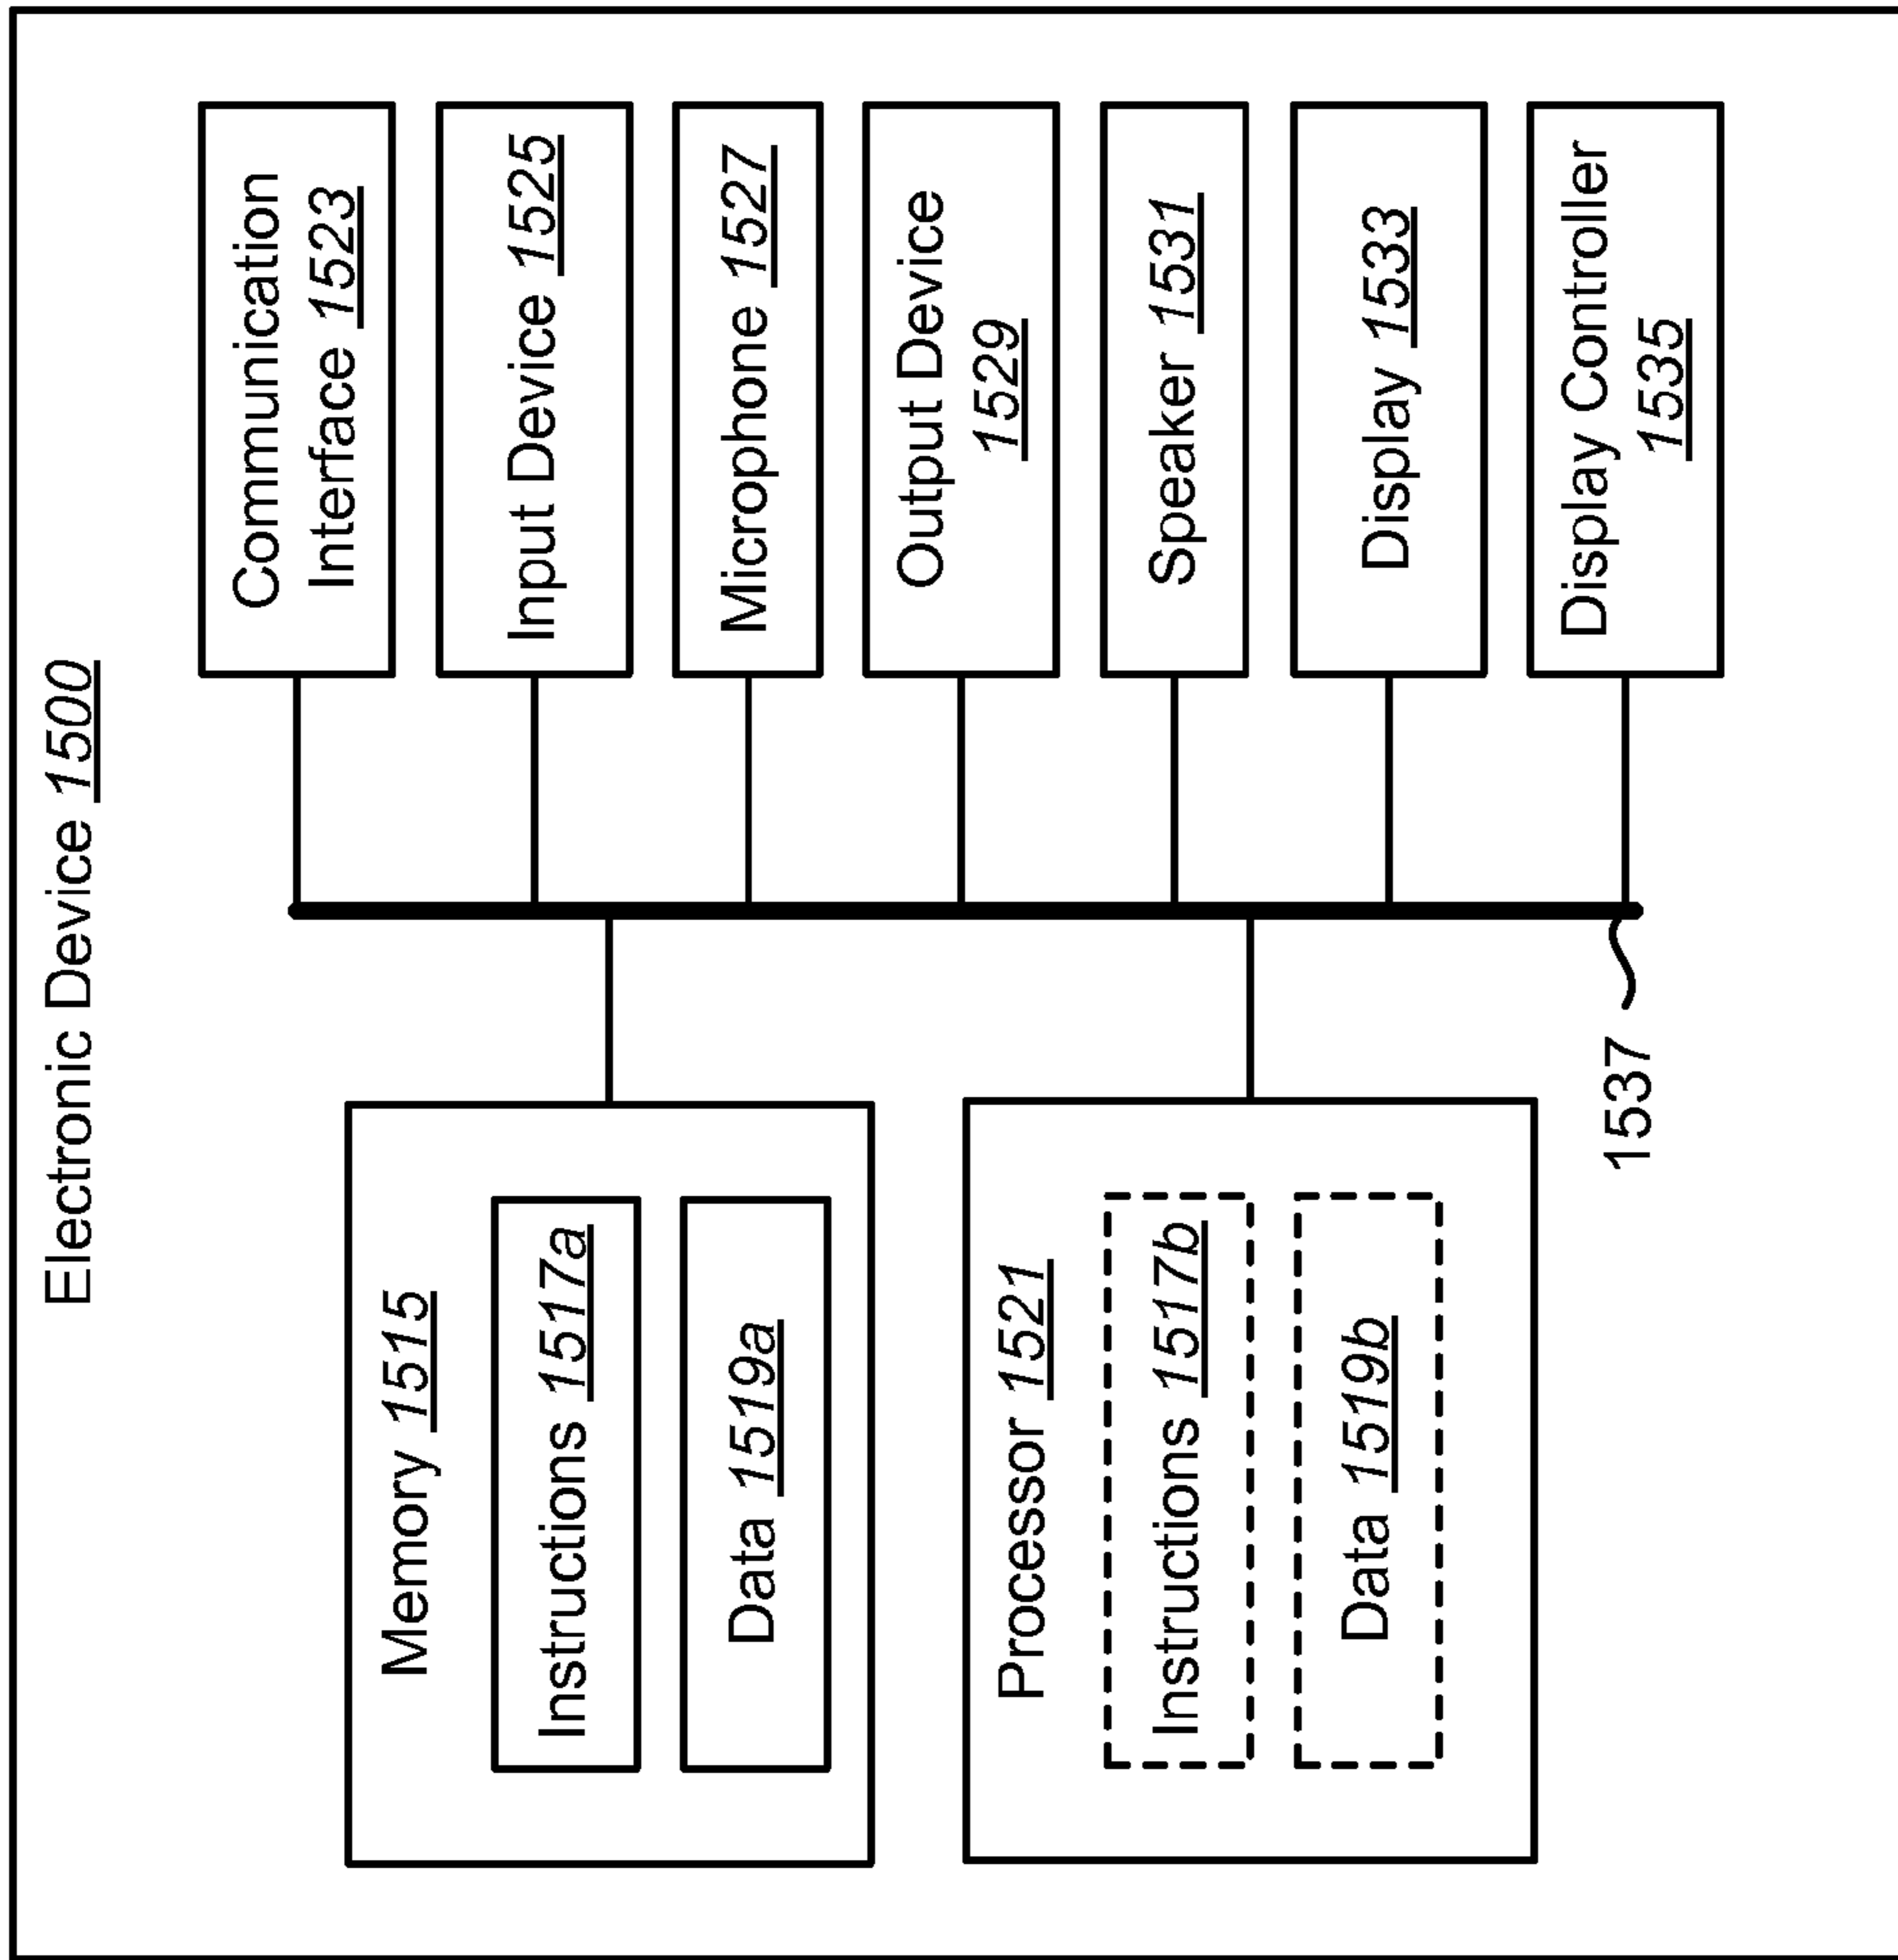 Electronic Device 1500
Memory 1515
Instructions 1517a
Data 1519a
Processor 1521
Instructions 1517b
Data 1519b
1537
Communication
Interface 1523
Input Device 1525
Microphone 1527
Output Device
1529
Speaker 1531
Display 1533
Display Controller
1535